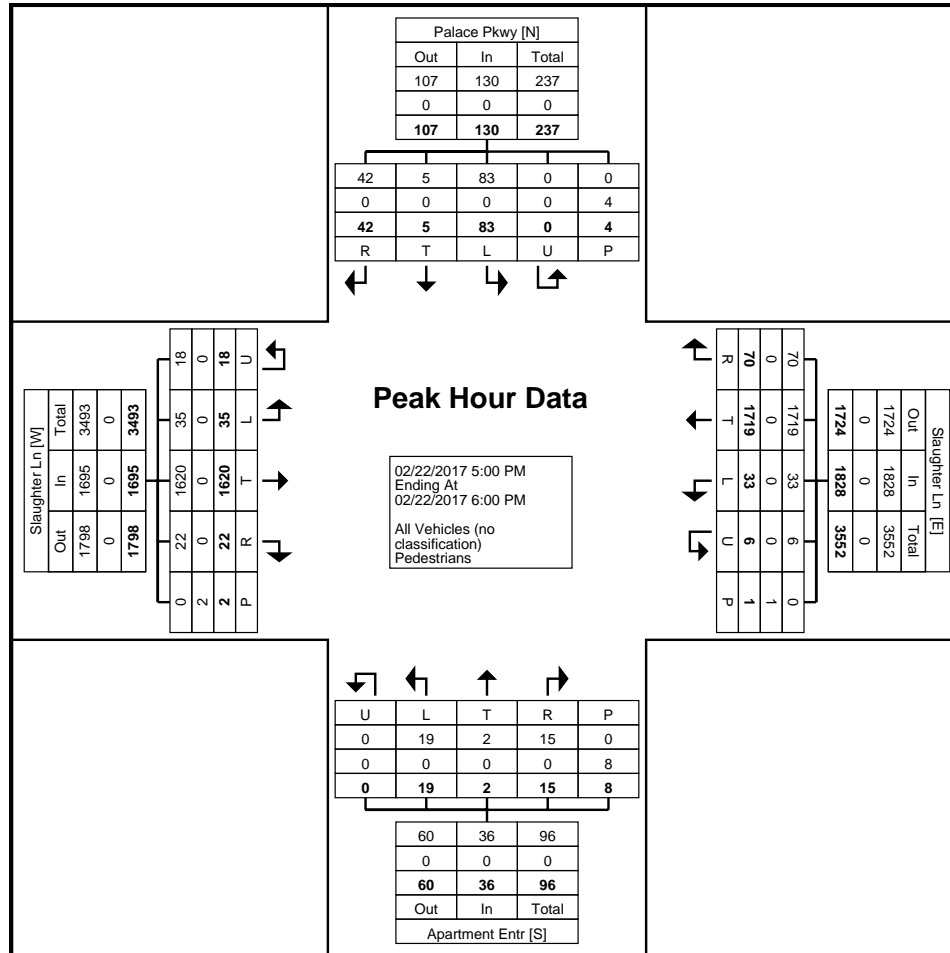 Palace Pkwy [N]
Out In Total
107 130 237
0 0 0
107 130 237
42 5 83 0 0
0 0 0 0 4
42 5 83 0 4
R T L U P
Slaughter Ln [W]
Total In Out
3493 1695 1798
0 0 0
3493 1695 1798
18 35 1620 22 0
0 0 0 0 2
18 35 1620 22 2
U L T R P
Peak Hour Data
02/22/2017 5:00 PM
Ending At
02/22/2017 6:00 PM
All Vehicles (no
classification)
Pedestrians
R T L U P
70 1719 33 6 1
0 0 0 0 1
70 1719 33 6 0
1724 1828 3552
0 0 0
1724 1828 3552
Out In Total
Slaughter Ln [E]
U L T R P
0 19 2 15 0
0 0 0 0 8
0 19 2 15 8
60 36 96
0 0 0
60 36 96
Out In Total
Apartment Entr [S]